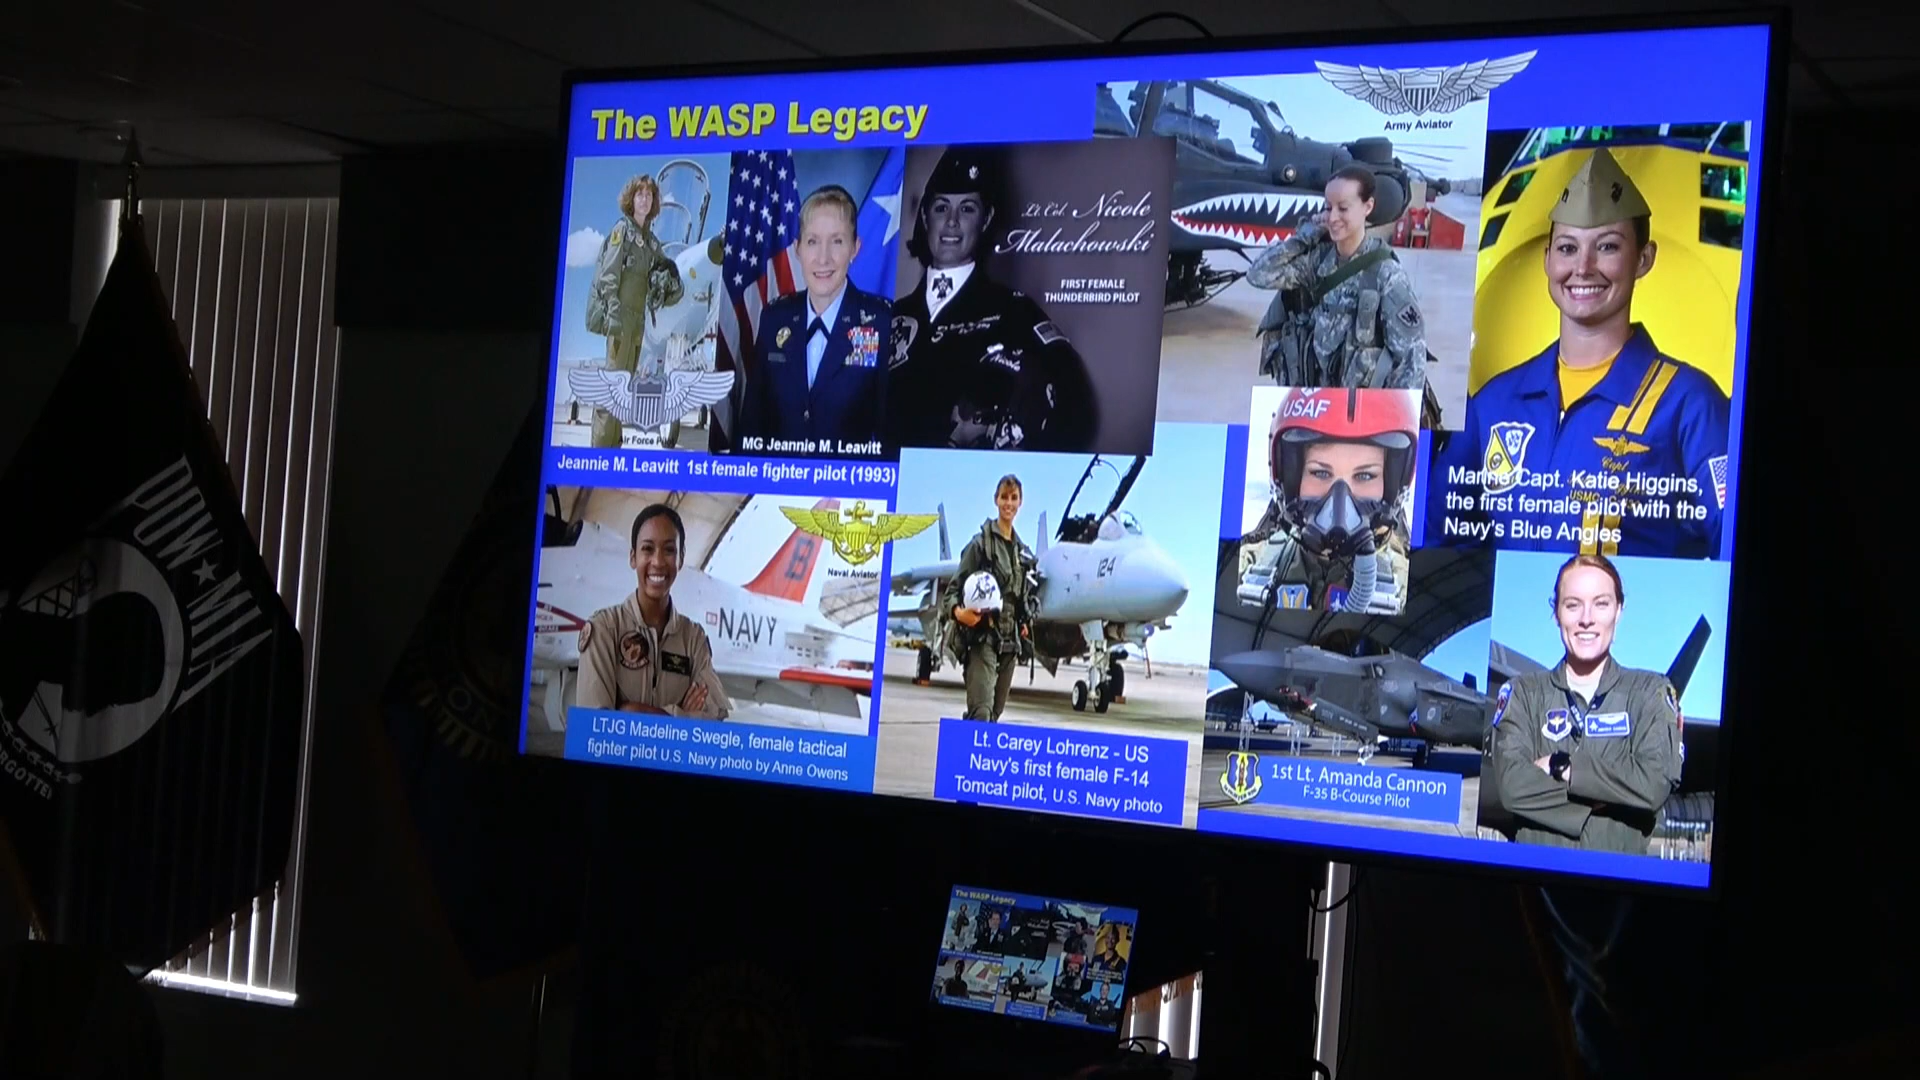 The WASP Legacy
Army Aviator
Lt. Col. Nicole
Malachowski
FIRST FEMALE
THUNDERBIRD PILOT
Air Force Pilot
MG Jeannie M. Leavitt
Jeannie M. Leavitt 1st female fighter pilot (1993)
USAF
Marine Capt. Katie Higgins,
the first female pilot with the
Navy's Blue Angles
Capt
USMC
Naval Aviator
B
NAVY
124
LTJG Madeline Swegle, female tactical
fighter pilot U.S. Navy photo by Anne Owens
Lt. Carey Lohrenz - US
Navy's first female F-14
Tomcat pilot, U.S. Navy photo
1st Lt. Amanda Cannon
F-35 B-Course Pilot
POW★MIA
The WASP Legacy